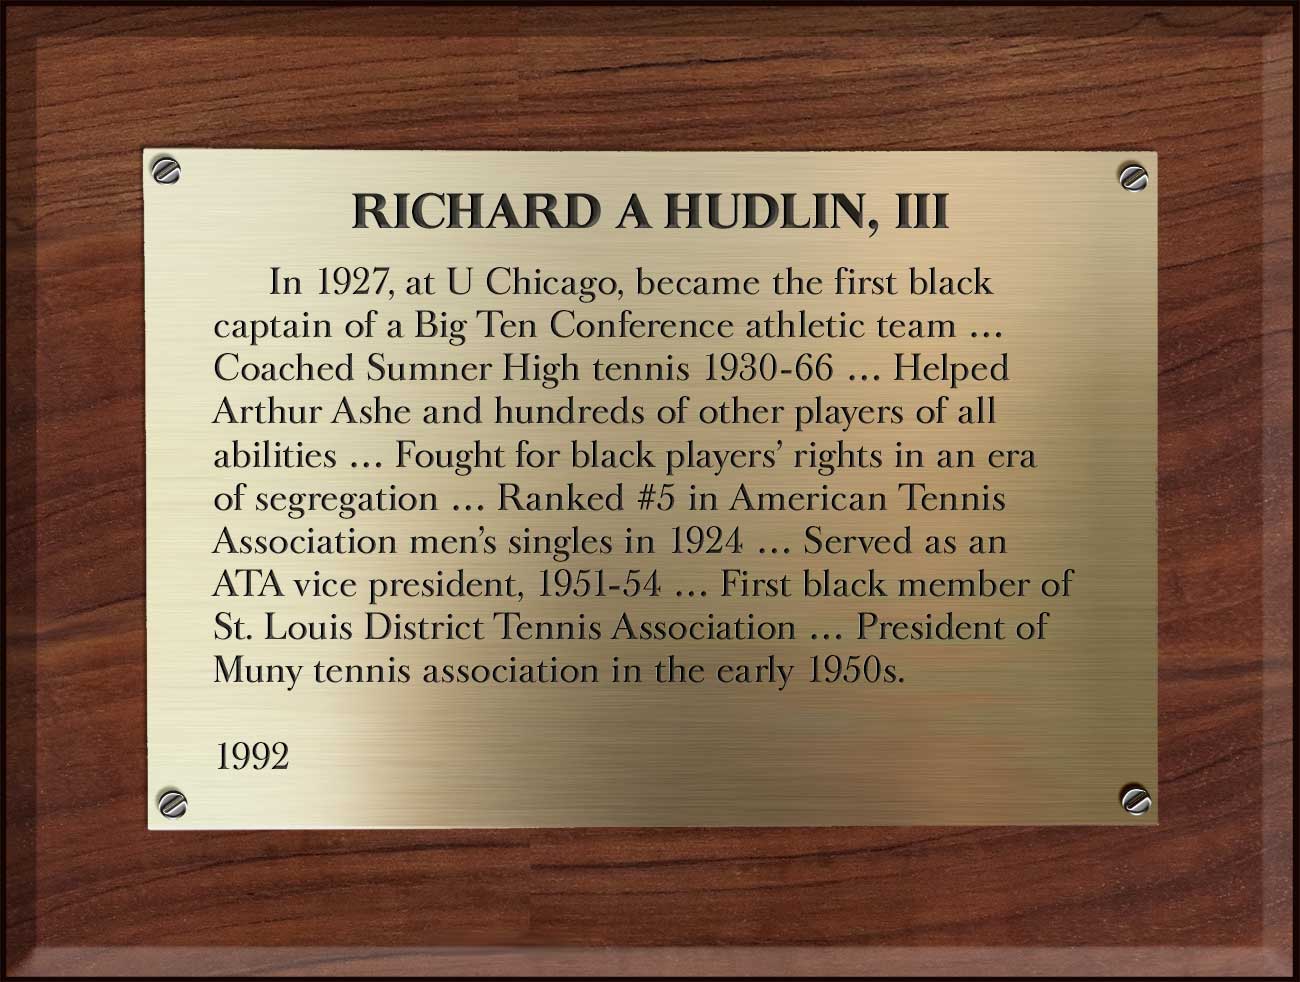 RICHARD A HUDLIN, III
In 1927, at U Chicago, became the first black
captain of a Big Ten Conference athletic team ...
Coached Sumner High tennis 1930-66 ... Helped
Arthur Ashe and hundreds of other players of all
abilities ... Fought for black players’ rights in an era
of segregation ... Ranked #5 in American Tennis
Association men’s singles in 1924 ... Served as an
ATA vice president, 1951-54 ... First black member of
St. Louis District Tennis Association ... President of
Muny tennis association in the early 1950s.
1992